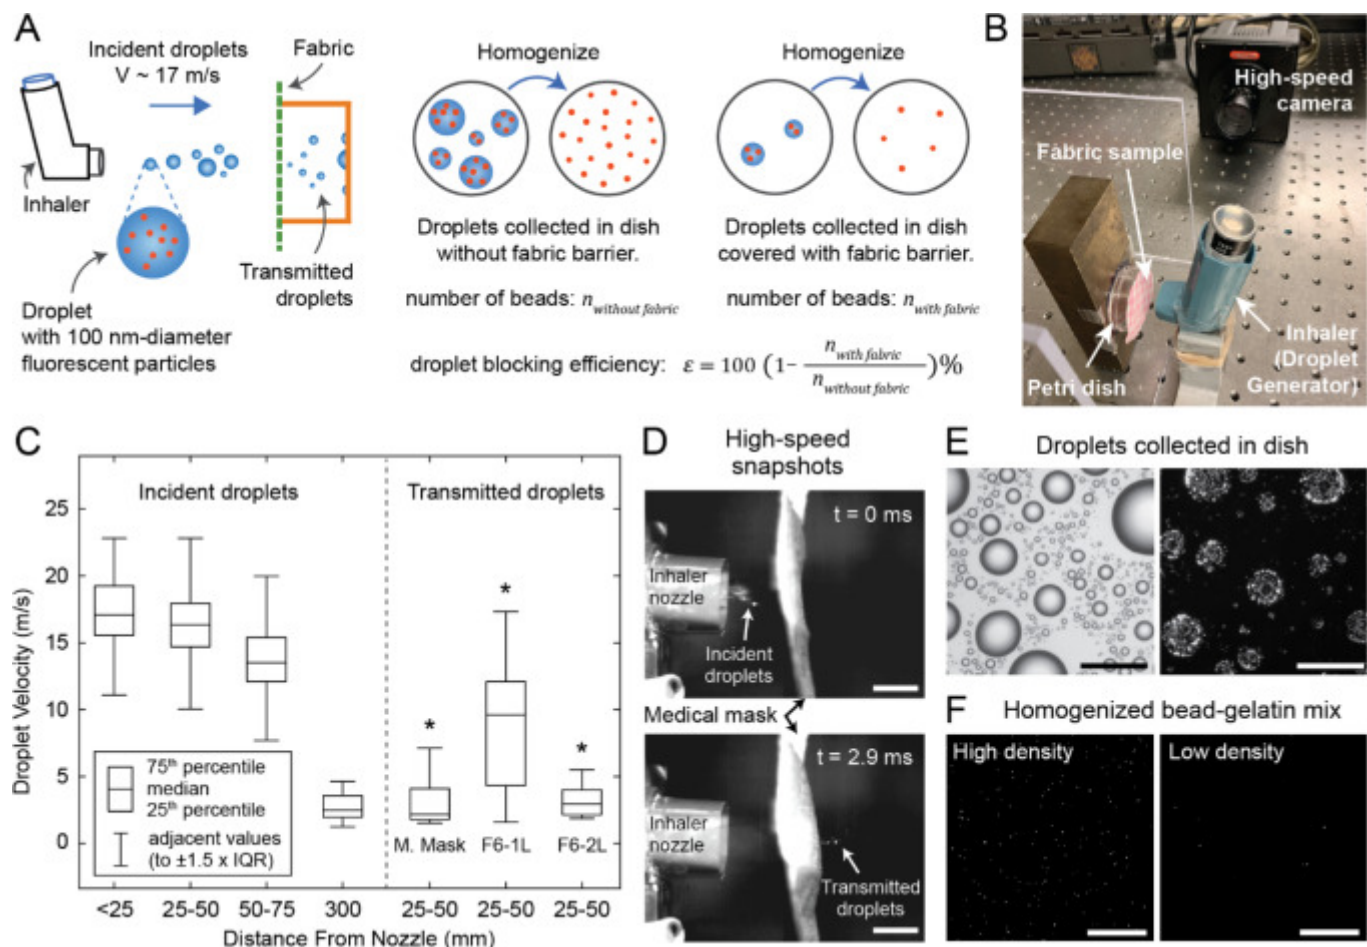 A
Incident droplets
V ~ 17 m/s
Fabric
Inhaler
Transmitted
droplets
Droplet
with 100 nm-diameter
fluorescent particles
Homogenize
Droplets collected in dish
without fabric barrier.
number of beads: n without fabric
Homogenize
Droplets collected in dish
covered with fabric barrier.
number of beads: n with fabric
droplet blocking efficiency: ε = 100 (1- n with fabric / n without fabric )%
B
High-speed
camera
Fabric sample
Petri dish
Inhaler
(Droplet
Generator)
C
Incident droplets
Transmitted droplets
Droplet Velocity (m/s)
25
20
15
10
5
0
75th percentile
median
25th percentile
adjacent values
(to ±1.5 x IQR)
* * *
M. Mask F6-1L F6-2L
<25 25-50 50-75 300 25-50 25-50 25-50
Distance From Nozzle (mm)
D
High-speed
snapshots
t = 0 ms
Inhaler
nozzle
Incident
droplets
Medical mask
t = 2.9 ms
Inhaler
nozzle
Transmitted
droplets
E
Droplets collected in dish
F
Homogenized bead-gelatin mix
High density
Low density